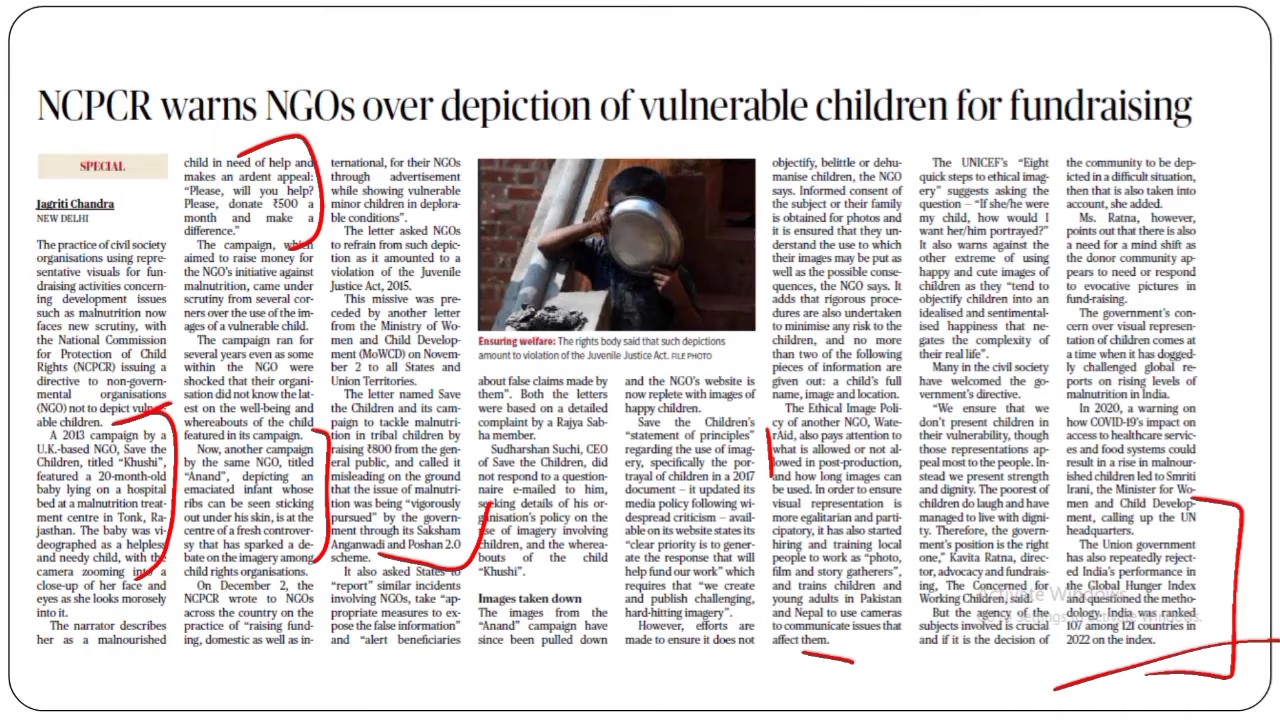 NCPCR warns NGOs over depiction of vulnerable children for fundraising
SPECIAL
Jagriti Chandra
NEW DELHI
The practice of civil society
organisations using repre-
sentative visuals for fun-
draising activities concern-
ing development issues
such as malnutrition now
faces new scrutiny, with
the National Commission
for Protection of Child
Rights (NCPCR) issuing a
directive to non-govern-
mental organisations
(NGO) not to depict vulner-
able children.
A 2013 campaign by a
U.K.-based NGO, Save the
Children, titled “Khushi”,
featured a 20-month-old
baby lying on a hospital
bed at a malnutrition treat-
ment centre in Tonk, Ra-
jasthan. The baby was vi-
deographed as a helpless
and needy child, with the
camera zooming into a
close-up of her face and
eyes as she looks morosely
into it.
The narrator describes
her as a malnourished
child in need of help and
makes an ardent appeal:
“Please, will you help?
Please, donate ₹500 a
month and make a
difference.”
The campaign, which
aimed to raise money for
the NGO’s initiative against
malnutrition, came under
scrutiny from several cor-
ners over the use of the im-
ages of a vulnerable child.
The campaign ran for
several years even as some
within the NGO were
shocked that their organi-
sation did not know the lat-
est on the well-being and
whereabouts of the child
featured in its campaign.
Now, another campaign
by the same NGO, titled
“Anand”, depicting an
emaciated infant whose
ribs can be seen sticking
out under his skin, is at the
centre of a fresh controver-
sy that has sparked a de-
bate on the imagery among
child rights organisations.
On December 2, the
NCPCR wrote to NGOs
across the country on the
practice of “raising fund-
ing, domestic as well as in-
ternational, for their NGOs
through advertisement
while showing vulnerable
minor children in deplora-
ble conditions”.
The letter asked NGOs
to refrain from such depic-
tion as it amounted to a
violation of the Juvenile
Justice Act, 2015.
This missive was pre-
ceded by another letter
from the Ministry of Wo-
men and Child Develop-
ment (MoWCD) on Novem-
ber 2 to all States and
Union Territories.
The letter named Save
the Children and its cam-
paign to tackle malnutri-
tion in tribal children by
raising ₹800 from the gen-
eral public, and called it
misleading on the ground
that the issue of malnutri-
tion was being “vigorously
pursued” by the govern-
ment through its Saksham
Anganwadi and Poshan 2.0
scheme.
It also asked States to
“report” similar incidents
involving NGOs, take “ap-
propriate measures to ex-
pose the false information”
and “alert beneficiaries
Ensuring welfare: The rights body said that such depictions
amount to violation of the Juvenile Justice Act. FILE PHOTO
about false claims made by
them”. Both the letters
were based on a detailed
complaint by a Rajya Sab-
ha member.
Sudharshan Suchi, CEO
of Save the Children, did
not respond to a question-
naire e-mailed to him,
seeking details of his or-
ganisation’s policy on the
use of imagery involving
children, and the wherea-
bouts of the child
“Khushi”.
Images taken down
The images from the
“Anand” campaign have
since been pulled down
and the NGO’s website is
now replete with images of
happy children.
Save the Children’s
“statement of principles”
regarding the use of imag-
ery, specifically the por-
trayal of children in a 2017
document – it updated its
media policy following wi-
despread criticism – avail-
able on its website states its
“clear priority is to gener-
ate the response that will
help fund our work” which
requires that “we create
and publish challenging,
hard-hitting imagery”.
However, efforts are
made to ensure it does not
objectify, belittle or dehu-
manise children, the NGO
says. Informed consent of
the subject or their family
is obtained for photos and
it is ensured that they un-
derstand the use to which
their images may be put as
well as the possible conse-
quences, the NGO says. It
adds that rigorous proce-
dures are also undertaken
to minimise any risk to the
children, and no more
than two of the following
pieces of information are
given out: a child’s full
name, image and location.
The Ethical Image Poli-
cy of another NGO, Wate-
rAid, also pays attention to
what is allowed or not al-
lowed in post-production,
and how long images can
be used. In order to ensure
visual representation is
more egalitarian and parti-
cipatory, it has also started
hiring and training local
people to work as “photo,
film and story gatherers”,
and trains children and
young adults in Pakistan
and Nepal to use cameras
to communicate issues that
affect them.
The UNICEF’s “Eight
quick steps to ethical imag-
ery” suggests asking the
question – “If she/he were
my child, how would I
want her/him portrayed?”
It also warns against the
other extreme of using
happy and cute images of
children as they “tend to
objectify children into an
idealised and sentimental-
ised happiness that ne-
gates the complexity of
their real life”.
Many in the civil society
have welcomed the go-
vernment’s directive.
“We ensure that we
don’t present children in
their vulnerability, though
those representations ap-
peal most to the people. In-
stead we present strength
and dignity. The poorest of
children do laugh and have
managed to live with digni-
ty. Therefore, the govern-
ment’s position is the right
one,” Kavita Ratna, direc-
tor, advocacy and fundrais-
ing, The Concerned for
Working Children, said.
But the agency of the
subjects involved is crucial
and if it is the decision of
the community to be dep-
icted in a difficult situation,
then that is also taken into
account, she added.
Ms. Ratna, however,
points out that there is also
a need for a mind shift as
the donor community ap-
pears to need or respond
to evocative pictures in
fund-raising.
The government’s con-
cern over visual represen-
tation of children comes at
a time when it has dogged-
ly challenged global re-
ports on rising levels of
malnutrition in India.
In 2020, a warning on
how COVID-19’s impact on
access to healthcare servic-
es and food systems could
result in a rise in malnour-
ished children led to Smriti
Irani, the Minister for Wo-
men and Child Develop-
ment, calling up the UN
headquarters.
The Union government
has also repeatedly reject-
ed India’s performance in
the Global Hunger Index
and questioned the metho-
dology. India was ranked
107 among 121 countries in
2022 on the index.
Activate Windows
Go to Settings to activate Windows.